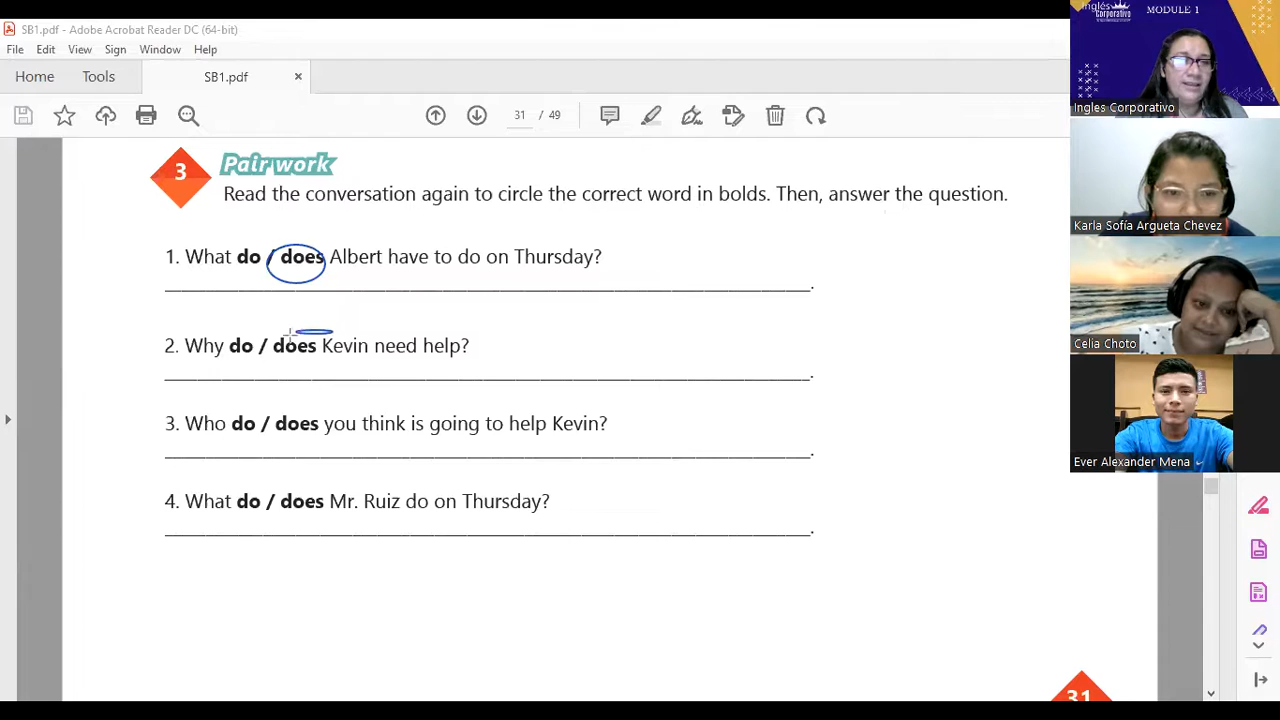 SB1.pdf - Adobe Acrobat Reader DC (64-bit)
File Edit View Sign Window Help
Home Tools SB1.pdf ×
31 / 49
3 Pair work
Read the conversation again to circle the correct word in bolds. Then, answer the question.
1. What do / does Albert have to do on Thursday?
2. Why do / does Kevin need help?
3. Who do / does you think is going to help Kevin?
4. What do / does Mr. Ruiz do on Thursday?
31
Inglés
Corporativo
MODULE 1
Ingles Corporativo
Karla Sofía Argueta Chevez
Celia Choto
Ever Alexander Mena